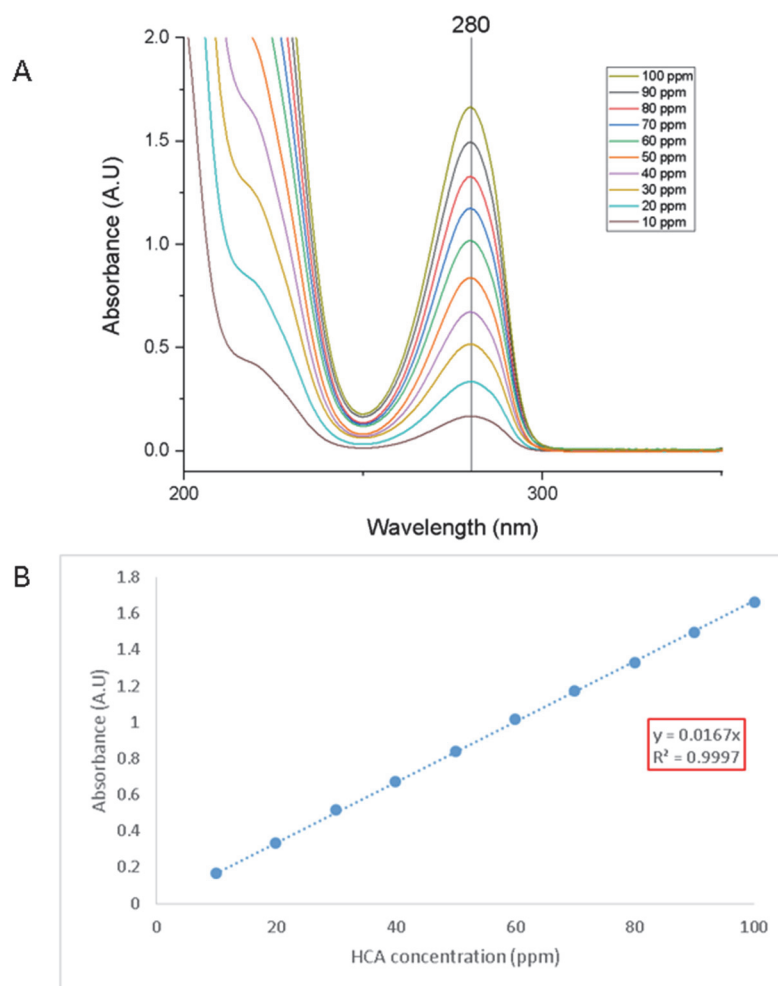 280
A
2.0
1.5
1.0
0.5
0.0
Absorbance (A.U)
100 ppm
90 ppm
80 ppm
70 ppm
60 ppm
50 ppm
40 ppm
30 ppm
20 ppm
10 ppm
200
300
Wavelength (nm)
B
1.8
1.6
1.4
1.2
1
0.8
0.6
0.4
0.2
0
Absorbance (A.U)
y = 0.0167x
R² = 0.9997
0
20
40
60
80
100
HCA concentration (ppm)